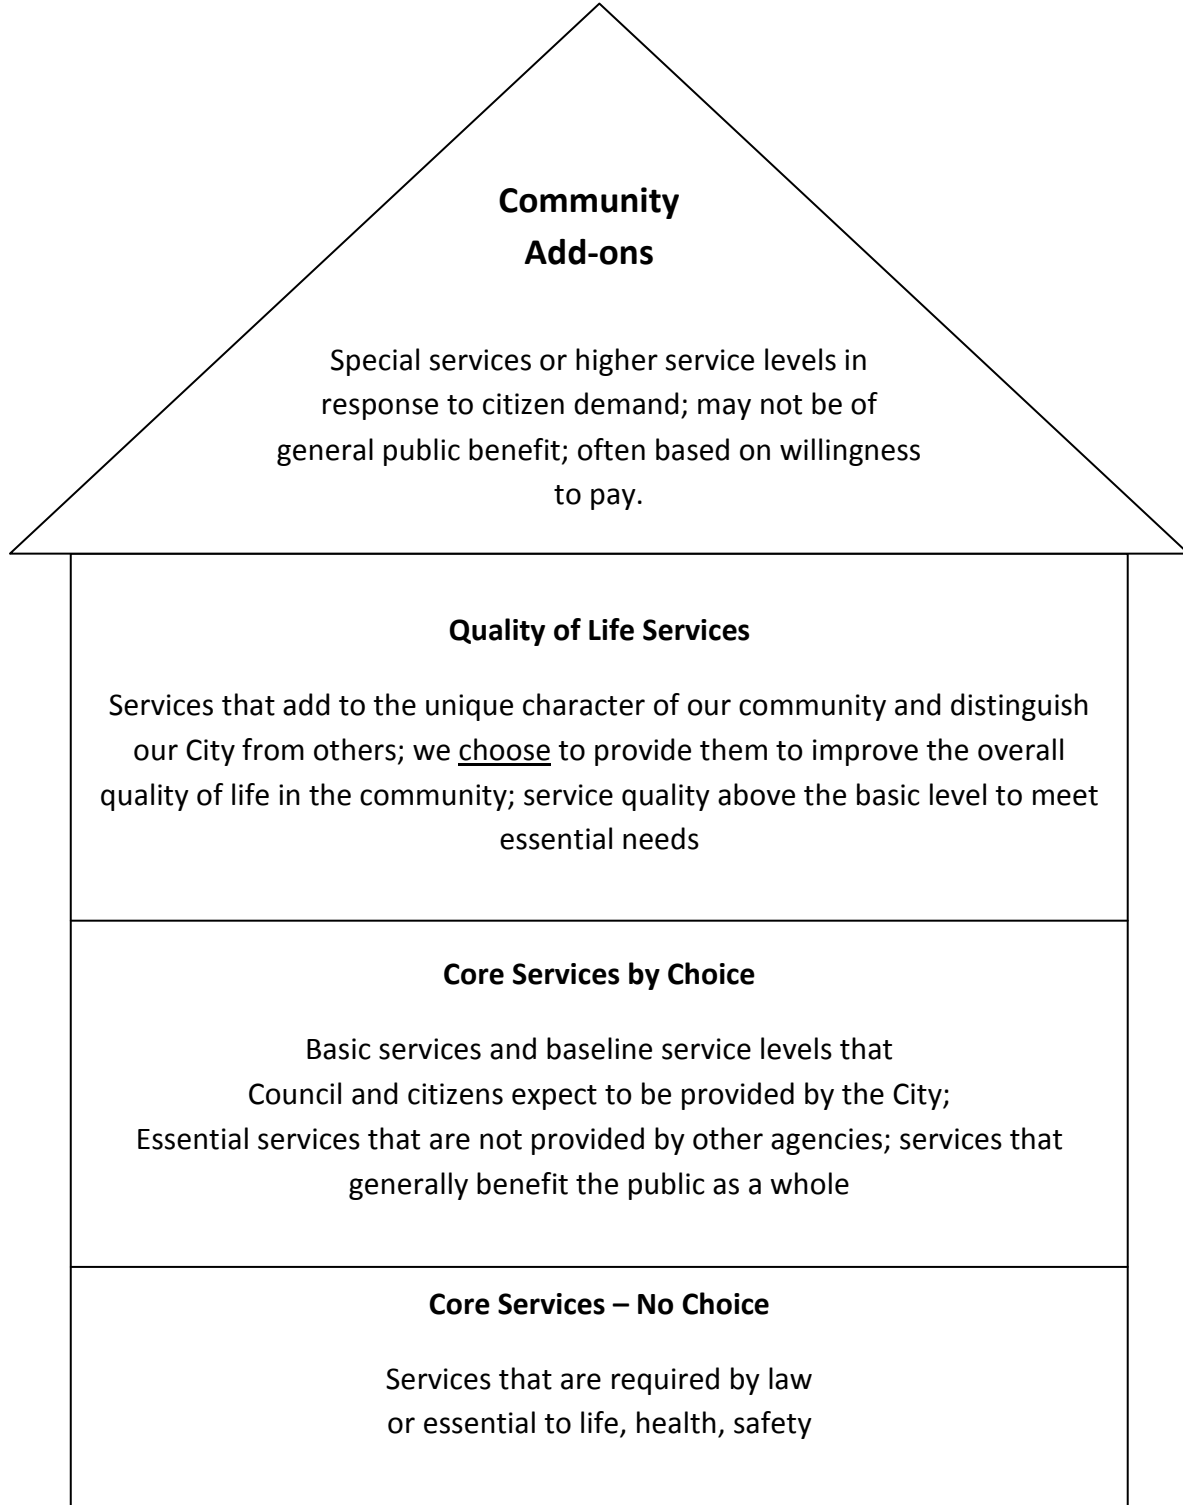 Community
Add-ons
Special services or higher service levels in
response to citizen demand; may not be of
general public benefit; often based on willingness
to pay.
Quality of Life Services
Services that add to the unique character of our community and distinguish
our City from others; we choose to provide them to improve the overall
quality of life in the community; service quality above the basic level to meet
essential needs
Core Services by Choice
Basic services and baseline service levels that
Council and citizens expect to be provided by the City;
Essential services that are not provided by other agencies; services that
generally benefit the public as a whole
Core Services – No Choice
Services that are required by law
or essential to life, health, safety